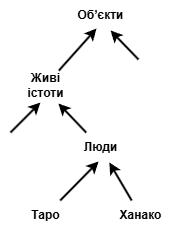 Об’єкти
Живі
істоти
Люди
Таро
Ханако